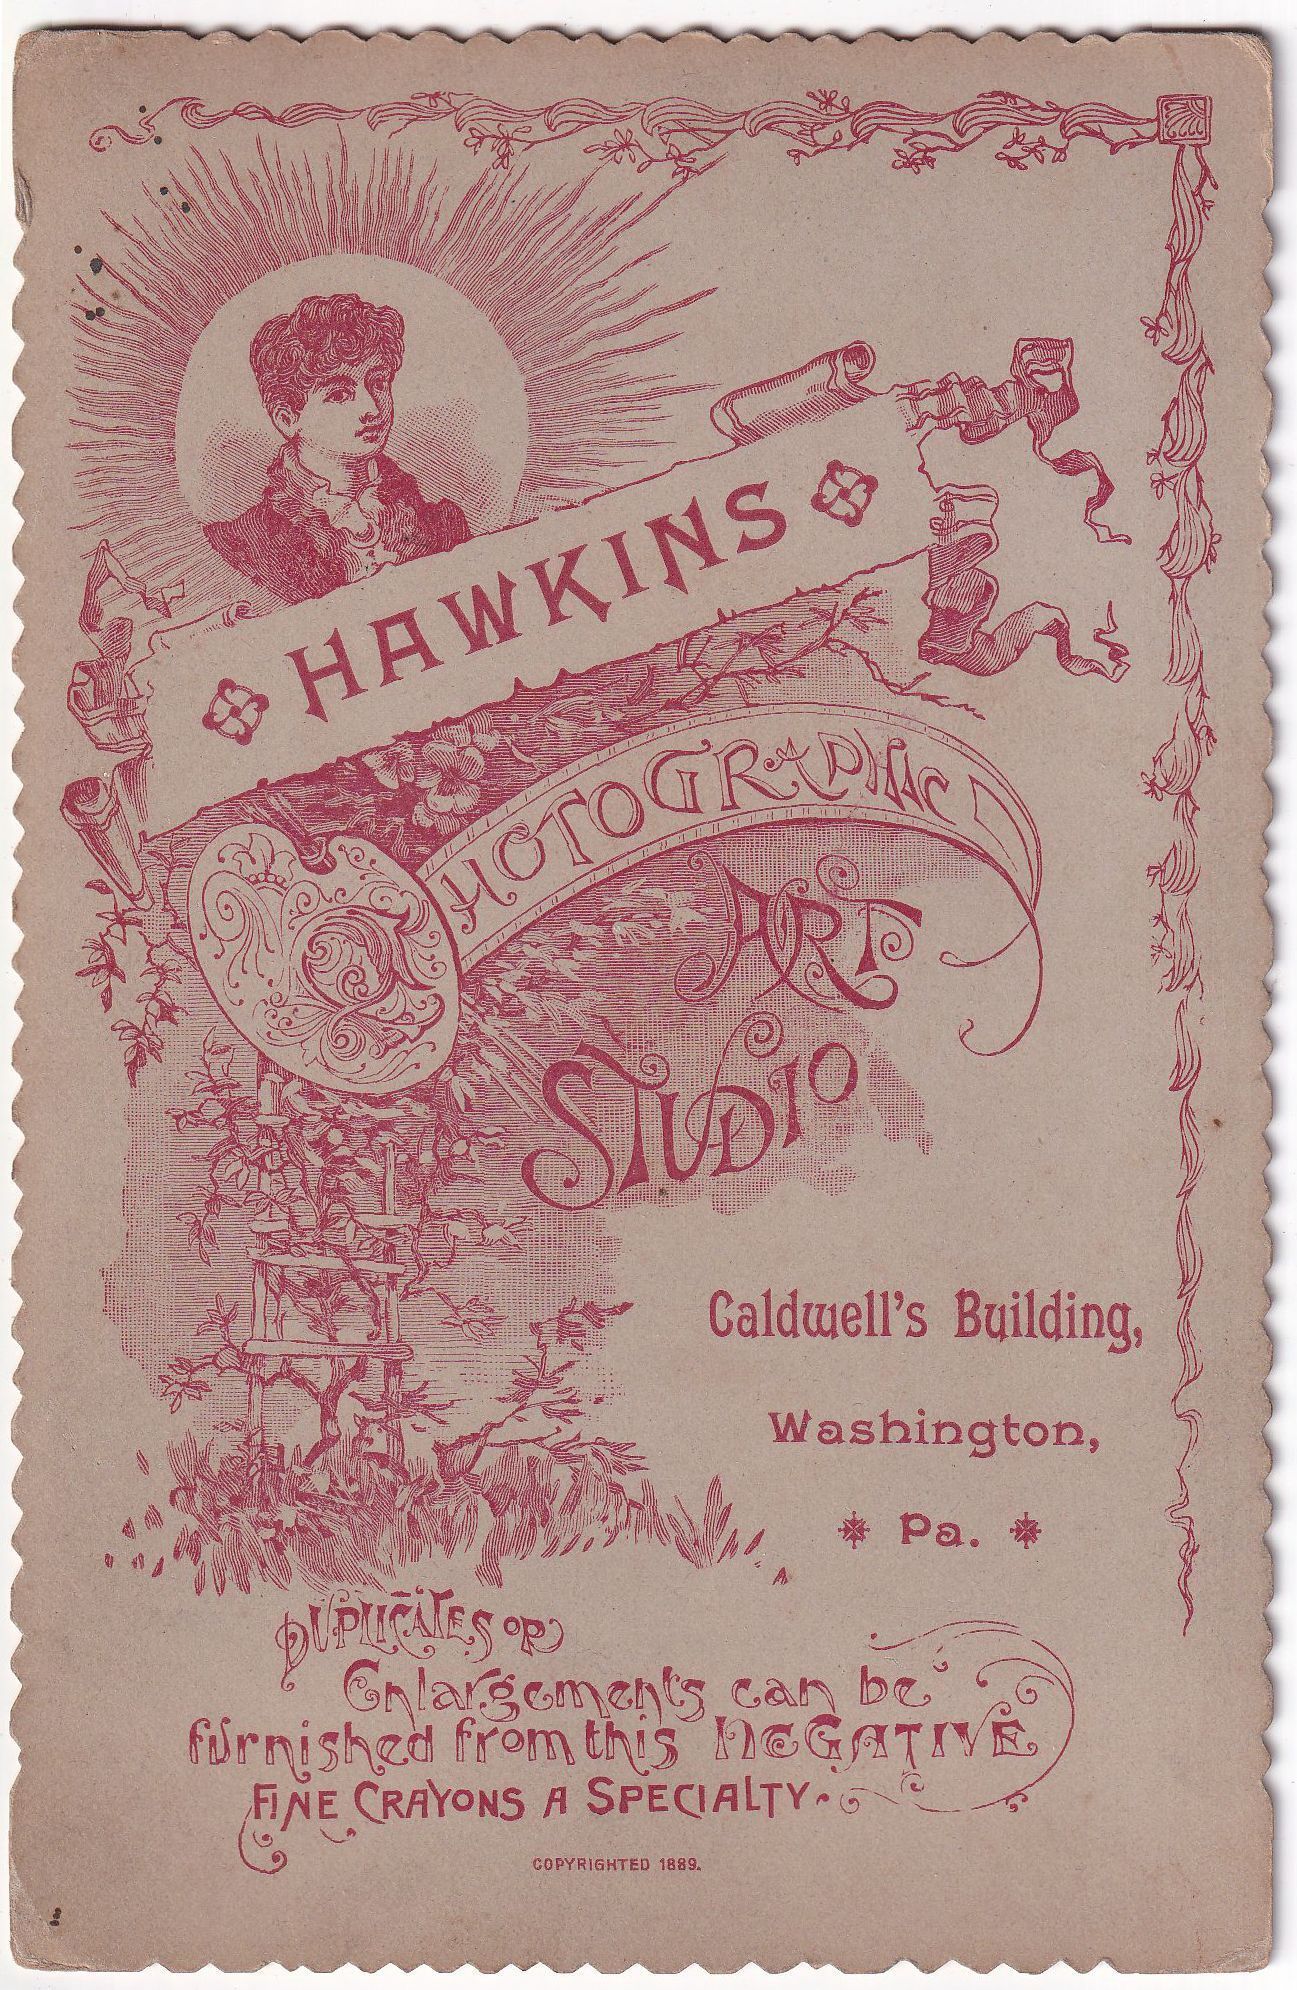 HAWKINS
PHOTOGRAPHIC
ART
STUDIO
Caldwell's Building,
Washington,
Pa.
DUPLICATES OR
Enlargements can be
furnished from this NEGATIVE
FINE CRAYONS A SPECIALTY.
COPYRIGHTED 1889.